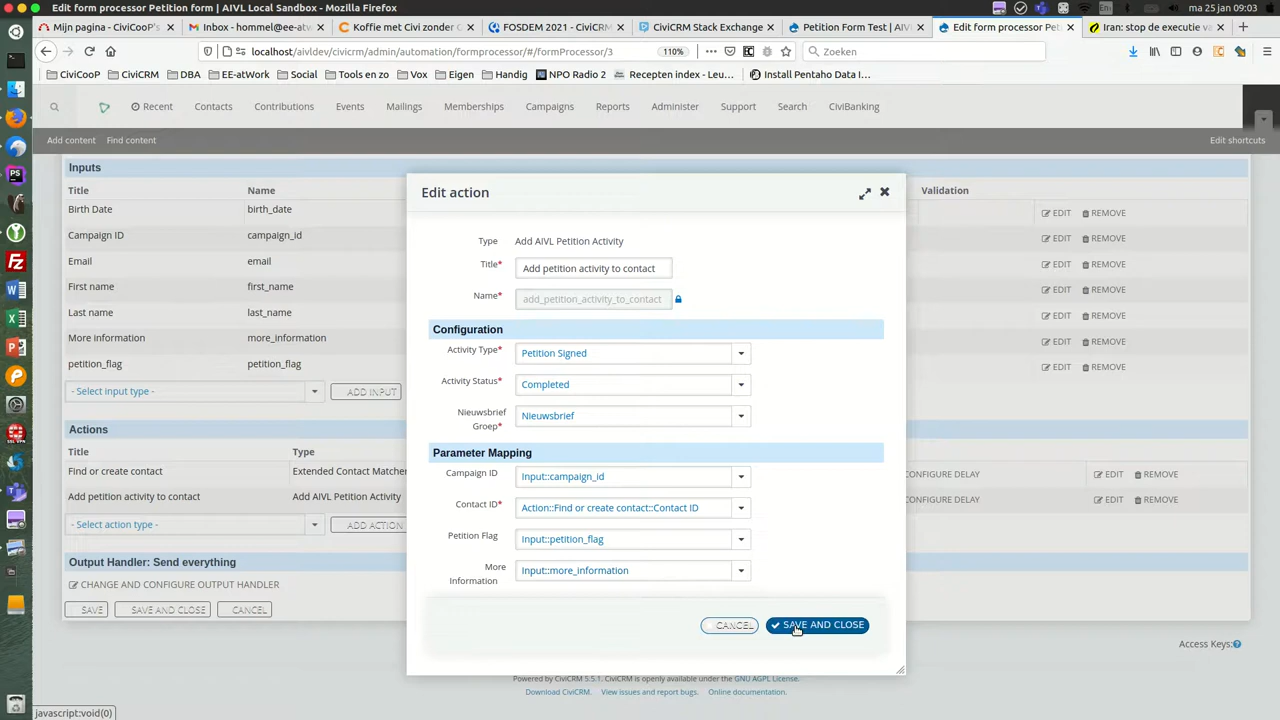 Edit form processor Petition form | AIVL Local Sandbox - Mozilla Firefox
ma 25 jan 09:03
Mijn pagina - CiviCooP's
Inbox - hommel@ee-at
Koffie met Civi zonder
FOSDEM 2021 - CiviCRM
CiviCRM Stack Exchange
Petition Form Test | AIVL
Edit form processor Pet
Iran: stop de executie v
localhost/aivldev/civicrm/admin/automation/formprocessor/#/formProcessor/3
110%
Zoeken
CiviCooP
CiviCRM
DBA
EE-atWork
Social
Tools en zo
Vox
Eigen
Handig
NPO Radio 2
Recepten index - Leu...
Install Pentaho Data I...
Recent
Contacts
Contributions
Events
Mailings
Memberships
Campaigns
Reports
Administer
Support
Search
CiviBanking
Add content
Find content
Edit shortcuts
Inputs
Title
Name
Validation
Birth Date
birth_date
EDIT
REMOVE
Campaign ID
campaign_id
EDIT
REMOVE
Email
email
EDIT
REMOVE
First name
first_name
EDIT
REMOVE
Last name
last_name
EDIT
REMOVE
More information
more_information
EDIT
REMOVE
petition_flag
petition_flag
EDIT
REMOVE
- Select input type -
ADD INPUT
Actions
Title
Type
Find or create contact
Extended Contact Matcher
CONFIGURE DELAY
EDIT
REMOVE
Add petition activity to contact
Add AIVL Petition Activity
CONFIGURE DELAY
EDIT
REMOVE
- Select action type -
ADD ACTION
Output Handler: Send everything
CHANGE AND CONFIGURE OUTPUT HANDLER
SAVE
SAVE AND CLOSE
CANCEL
Edit action
Type
Add AIVL Petition Activity
Title*
Add petition activity to contact
Name*
add_petition_activity_to_contact
Configuration
Activity Type*
Petition Signed
Activity Status*
Completed
Nieuwsbrief
Groep*
Nieuwsbrief
Parameter Mapping
Campaign ID
Input::campaign_id
Contact ID*
Action::Find or create contact::Contact ID
Petition Flag
Input::petition_flag
More
Information
Input::more_information
CANCEL
SAVE AND CLOSE
Access Keys:
Powered by CiviCRM 5.5.1. CiviCRM is openly available under the GNU AGPL License.
Download CiviCRM.
View issues and report bugs.
Online documentation.
javascript:void(0)